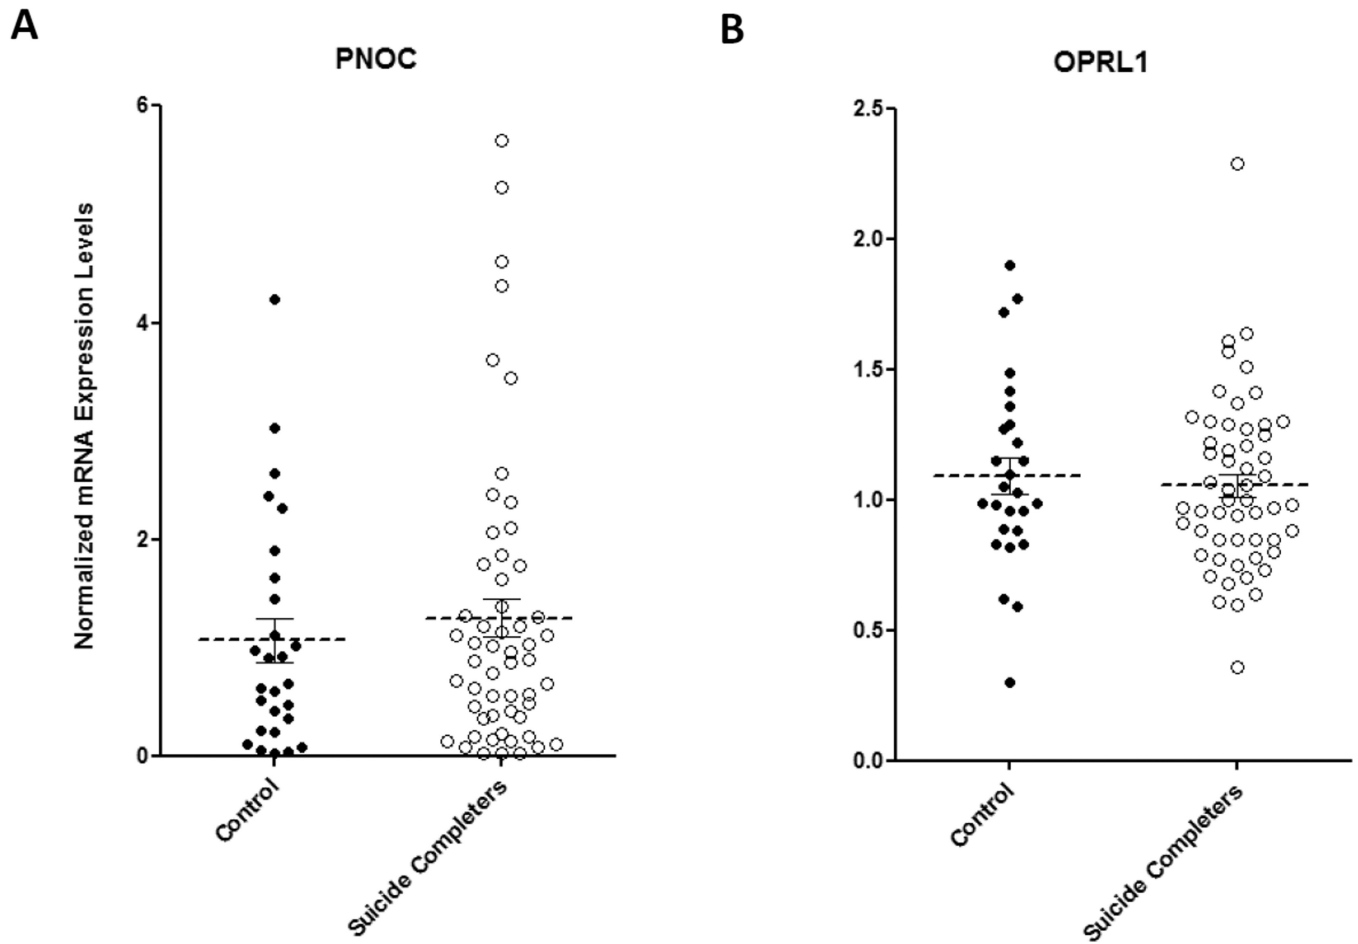 A
PNOC
Normalized mRNA Expression Levels
6
4
2
0
Control
Suicide Completers
B
OPRL1
2.5
2.0
1.5
1.0
0.5
0.0
Control
Suicide Completers